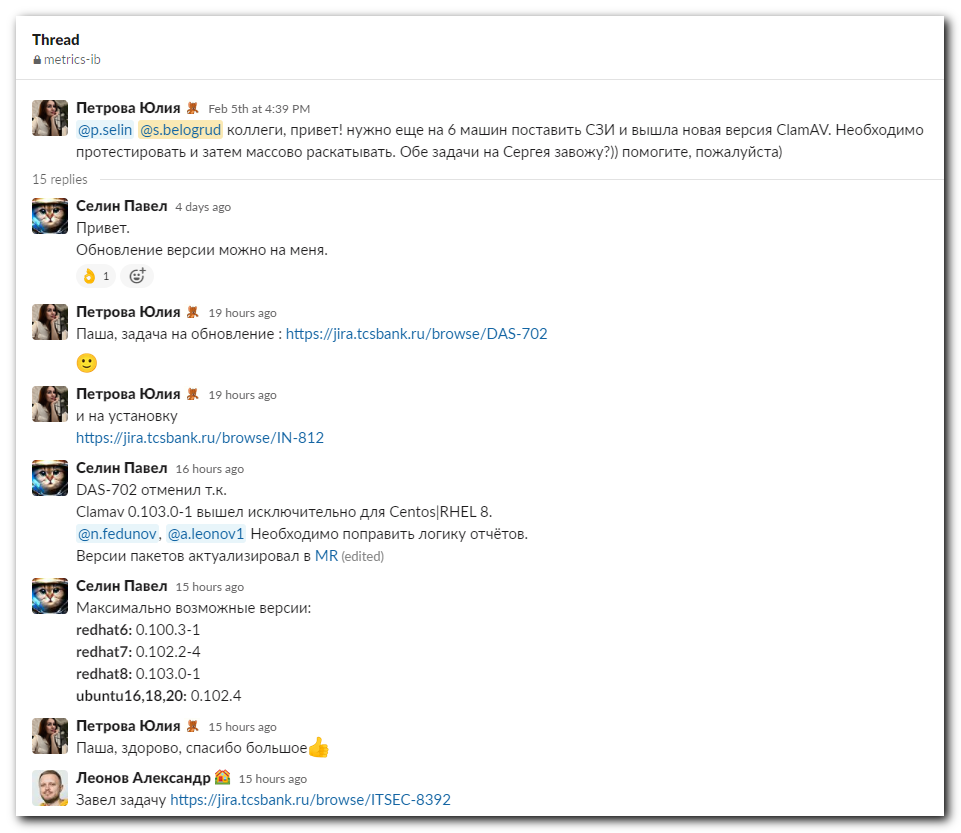 Thread
metrics-ib
Петрова Юлия Feb 5th at 4:39 PM
@p.selin @s.belogrud коллеги, привет! нужно еще на 6 машин поставить СЗИ и вышла новая версия ClamAV. Необходимо
протестировать и затем массово раскатывать. Обе задачи на Сергея завожу?)) помогите, пожалуйста)
15 replies
Селин Павел 4 days ago
Привет.
Обновление версии можно на меня.
1
Петрова Юлия 19 hours ago
Паша, задача на обновление : https://jira.tcsbank.ru/browse/DAS-702
Петрова Юлия 19 hours ago
и на установку
https://jira.tcsbank.ru/browse/IN-812
Селин Павел 16 hours ago
DAS-702 отменил т.к.
Clamav 0.103.0-1 вышел исключительно для Centos|RHEL 8.
@n.fedunov, @a.leonov1 Необходимо поправить логику отчётов.
Версии пакетов актуализировал в MR (edited)
Селин Павел 15 hours ago
Максимально возможные версии:
redhat6: 0.100.3-1
redhat7: 0.102.2-4
redhat8: 0.103.0-1
ubuntu16,18,20: 0.102.4
Петрова Юлия 15 hours ago
Паша, здорово, спасибо большое
Леонов Александр 15 hours ago
Завел задачу https://jira.tcsbank.ru/browse/ITSEC-8392